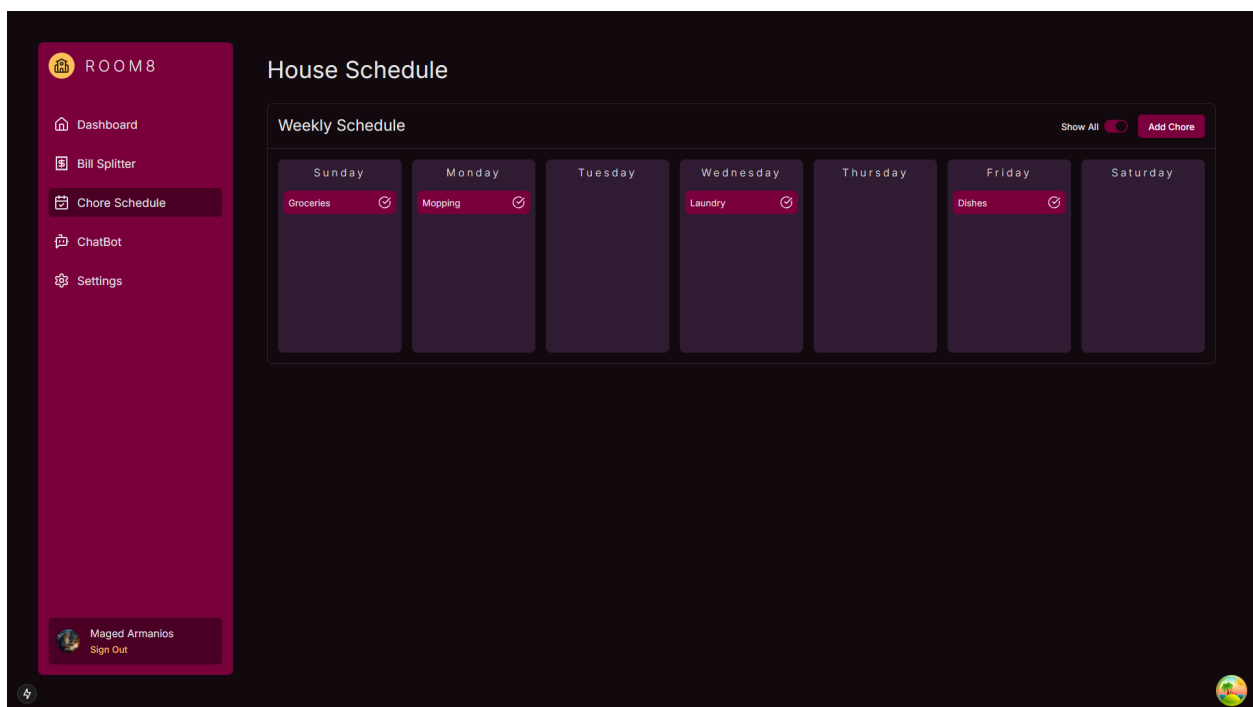 ROOM8
Dashboard
Bill Splitter
Chore Schedule
ChatBot
Settings
Maged Armanios
Sign Out
House Schedule
Weekly Schedule
Show All
Add Chore
Sunday
Groceries
Monday
Mopping
Tuesday
Wednesday
Laundry
Thursday
Friday
Dishes
Saturday